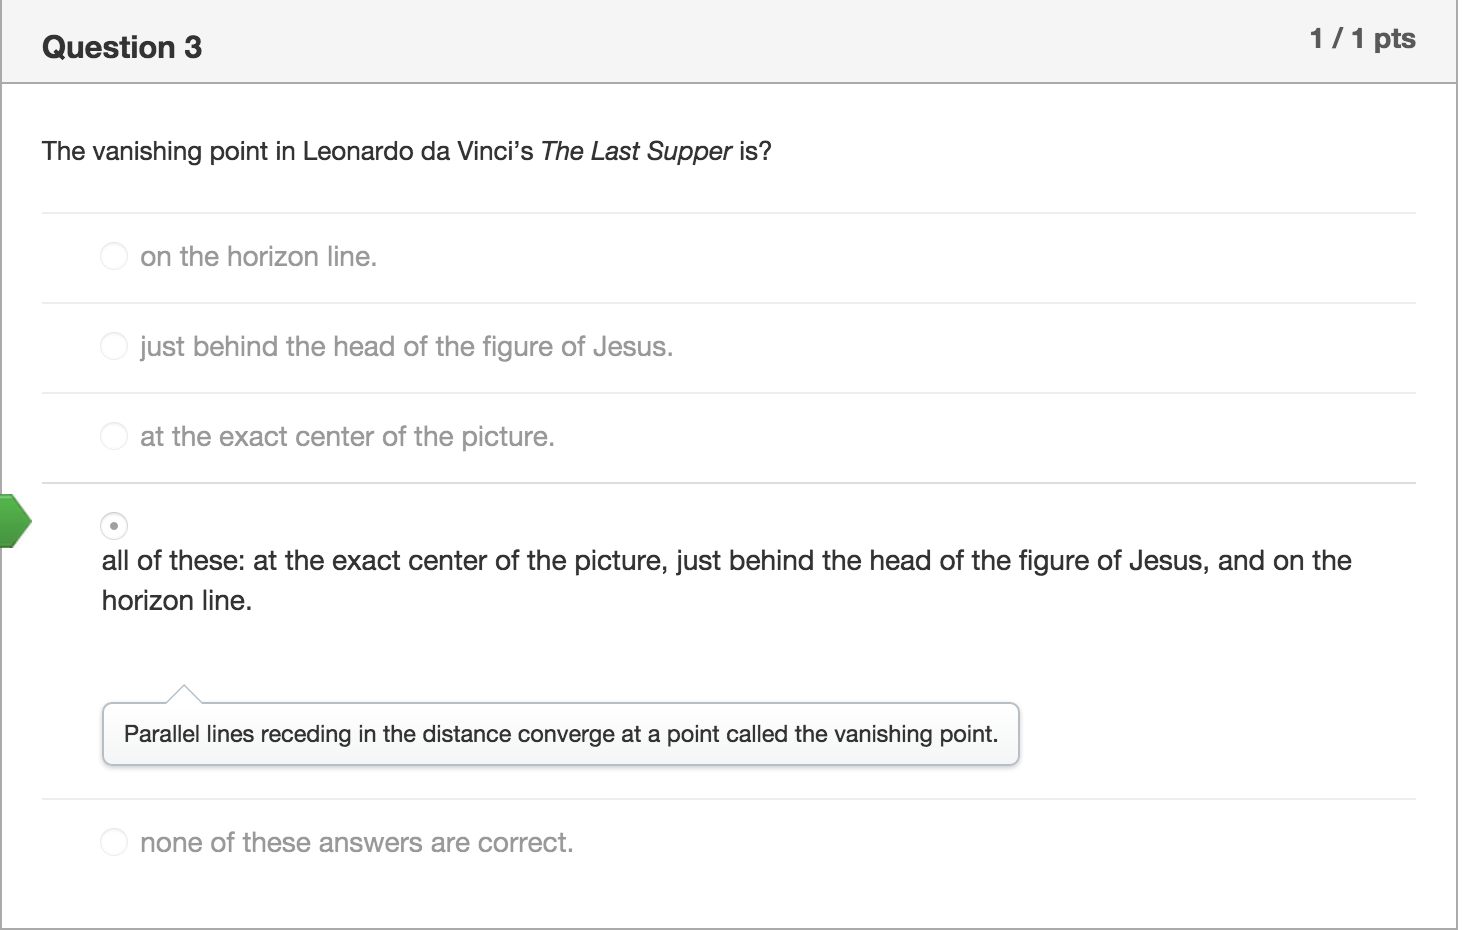 Question 3
1 / 1 pts
The vanishing point in Leonardo da Vinci’s The Last Supper is?
on the horizon line.
just behind the head of the figure of Jesus.
at the exact center of the picture.
all of these: at the exact center of the picture, just behind the head of the figure of Jesus, and on the
horizon line.
Parallel lines receding in the distance converge at a point called the vanishing point.
none of these answers are correct.